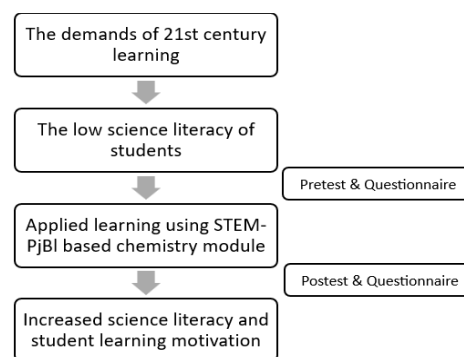 The demands of 21st century
learning
The low science literacy of
students
Pretest & Questionnaire
Applied learning using STEM-
PjBl based chemistry module
Postest & Questionnaire
Increased science literacy and
student learning motivation